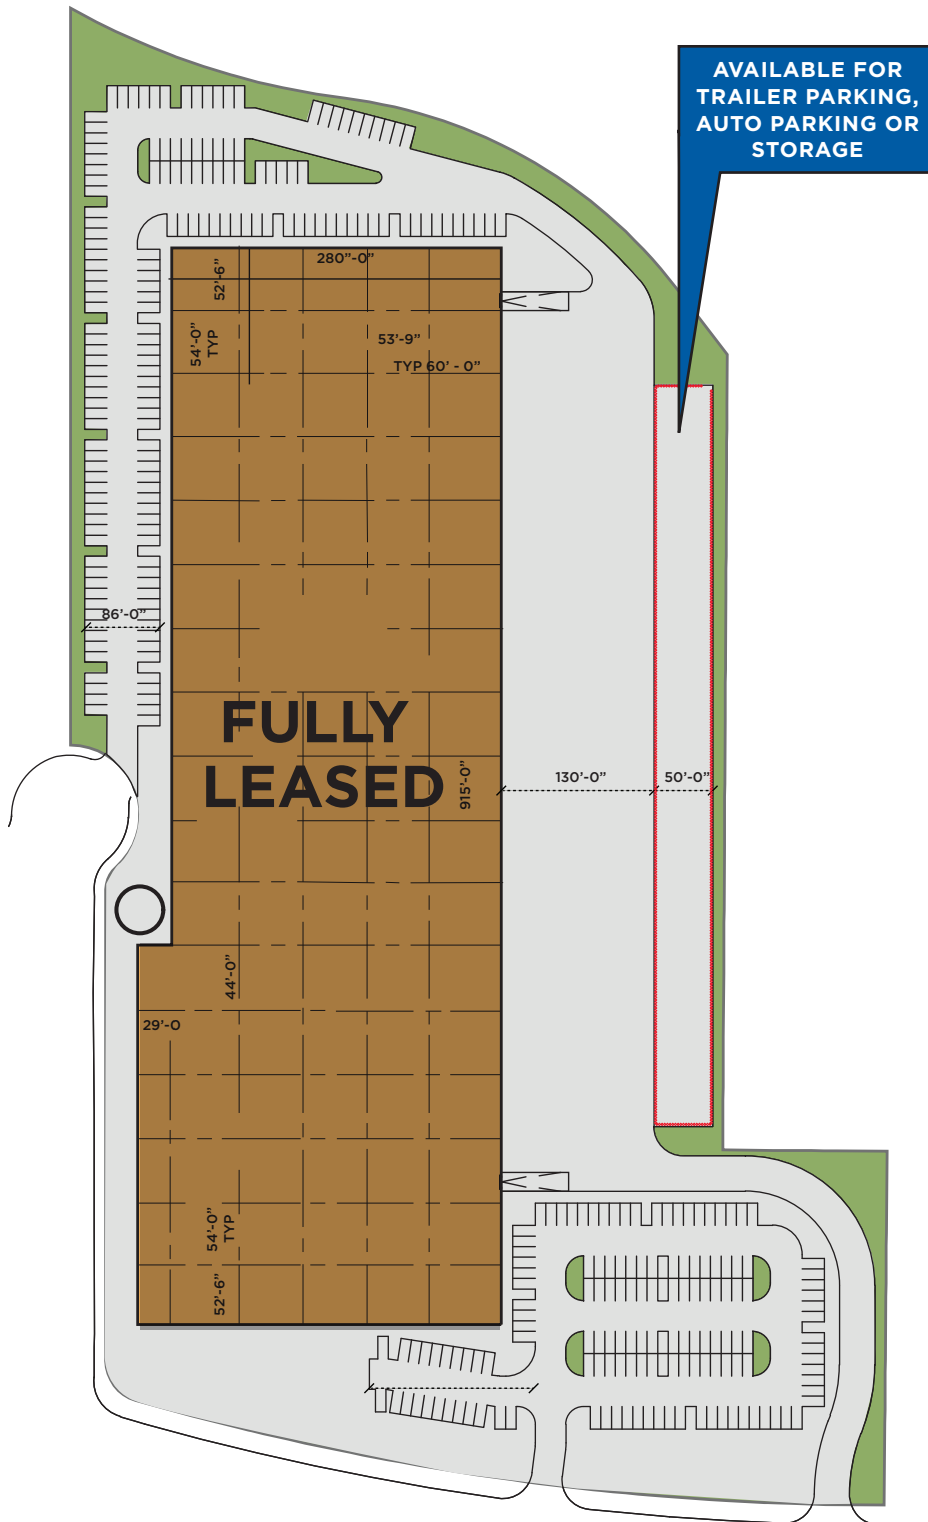 AVAILABLE FOR
TRAILER PARKING,
AUTO PARKING OR
STORAGE
280”-0”
52’-6”
54’-0”
TYP
53’-9”
TYP 60’ - 0”
86’-0”
FULLY
LEASED
915’-0”
130’-0”
50’-0”
44’-0”
29’-O
54’-0”
TYP
52’-6”